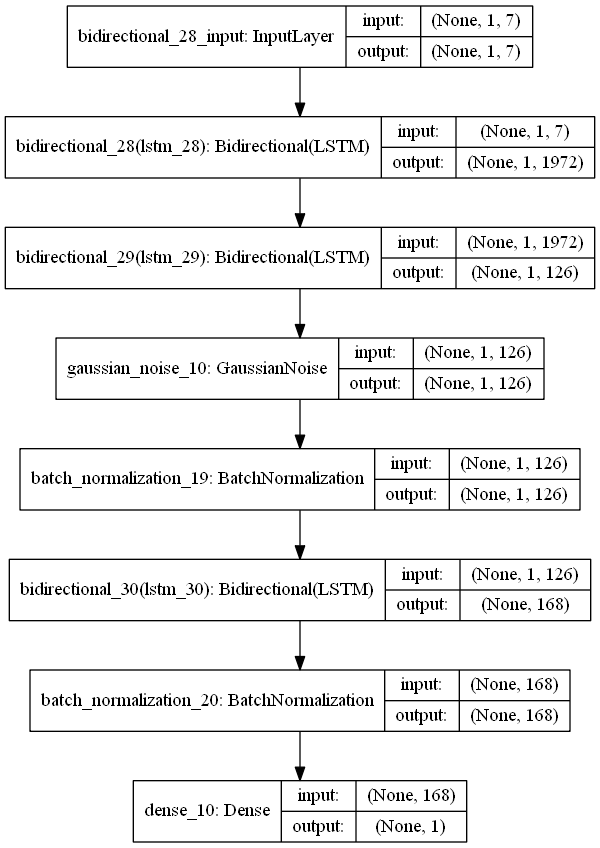 bidirectional_28_input: InputLayer
input: (None, 1, 7)
output: (None, 1, 7)
bidirectional_28(lstm_28): Bidirectional(LSTM)
input: (None, 1, 7)
output: (None, 1, 1972)
bidirectional_29(lstm_29): Bidirectional(LSTM)
input: (None, 1, 1972)
output: (None, 1, 126)
gaussian_noise_10: GaussianNoise
input: (None, 1, 126)
output: (None, 1, 126)
batch_normalization_19: BatchNormalization
input: (None, 1, 126)
output: (None, 1, 126)
bidirectional_30(lstm_30): Bidirectional(LSTM)
input: (None, 1, 126)
output: (None, 168)
batch_normalization_20: BatchNormalization
input: (None, 168)
output: (None, 168)
dense_10: Dense
input: (None, 168)
output: (None, 1)